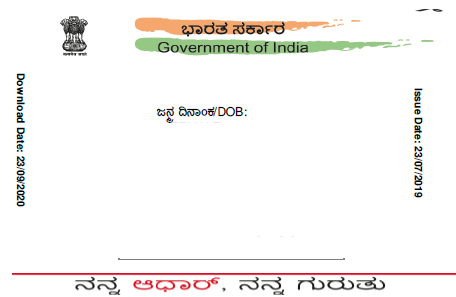 ಭಾರತ ಸರ್ಕಾರ
Government of India
Download Date: 23/09/2020
ಜನ್ಮ ದಿನಾಂಕ/DOB:
Issue Date: 23/07/2019
ನನ್ನ ಆಧಾರ್, ನನ್ನ ಗುರುತು